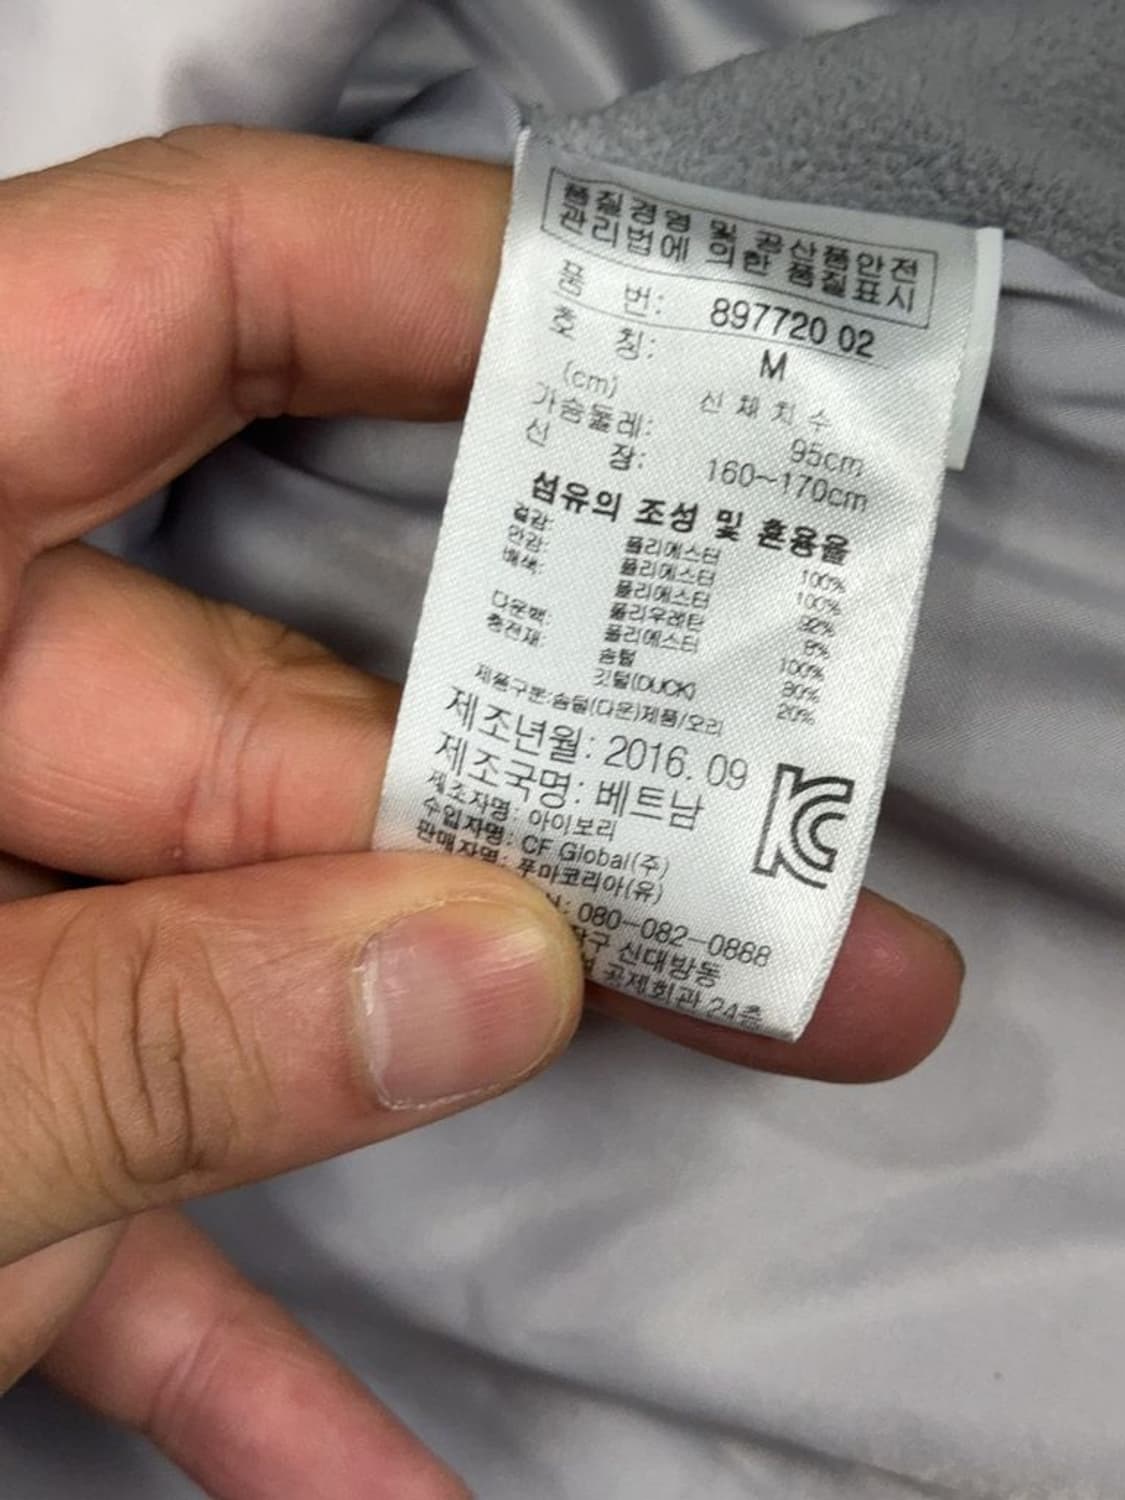 품질경영 및 공산품안전
관리법에 의한 품질표시
품 번: 897720 02
호 칭: M
(cm) 신체치수
가슴둘레: 95cm
신 장: 160~170cm
섬유의 조성 및 혼용율
겉감: 폴리에스터 100%
안감: 폴리에스터 100%
배색: 폴리에스터 92%
폴리우레탄 8%
다운백: 폴리에스터 100%
충전재: 솜털 80%
깃털(DUCK) 20%
제품구분:솜털(다운)제품/오리
제조년월: 2016. 09
제조국명: 베트남
제조자명: 아이보리
수입자명: CF Global(주)
판매자명: 푸마코리아(유)
: 080-082-0888
구 신대방동
공제회관 24층